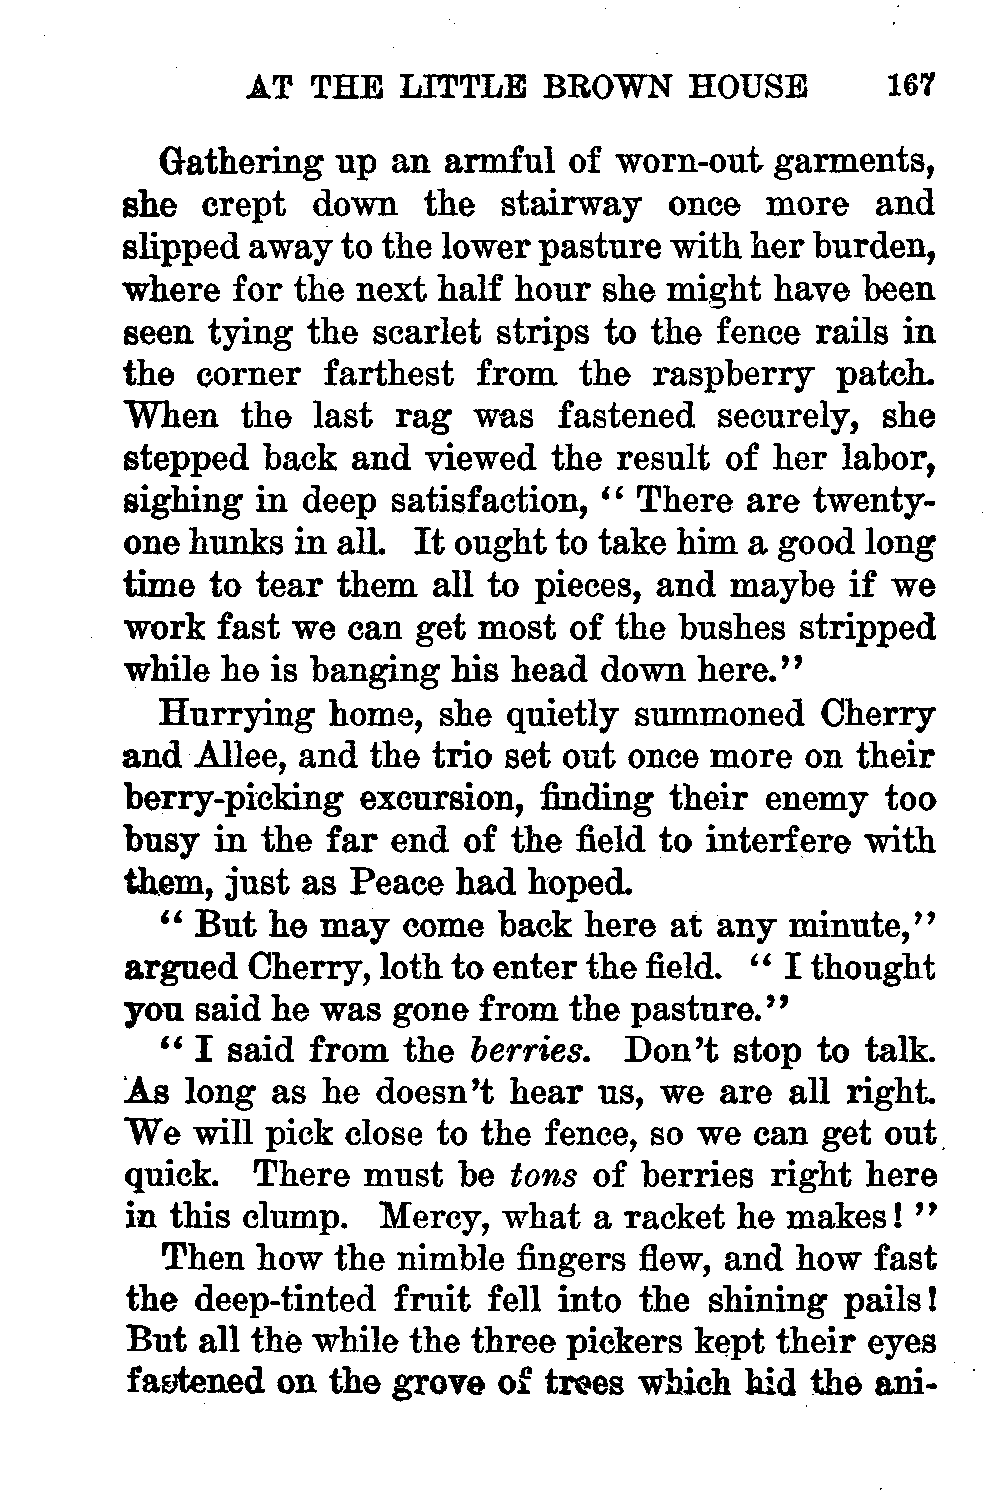 AT THE LITTLE BROWN HOUSE 167
Gathering up an armful of worn-out garments,
she crept down the stairway once more and
slipped away to the lower pasture with her burden,
where for the next half hour she might have been
seen tying the scarlet strips to the fence rails in
the corner farthest from the raspberry patch.
When the last rag was fastened securely, she
stepped back and viewed the result of her labor,
sighing in deep satisfaction, “ There are twenty-
one hunks in all. It ought to take him a good long
time to tear them all to pieces, and maybe if we
work fast we can get most of the bushes stripped
while he is banging his head down here.”
Hurrying home, she quietly summoned Cherry
and Allee, and the trio set out once more on their
berry-picking excursion, finding their enemy too
busy in the far end of the field to interfere with
them, just as Peace had hoped.
“ But he may come back here at any minute,”
argued Cherry, loth to enter the field. “ I thought
you said he was gone from the pasture.”
“ I said from the berries. Don’t stop to talk.
As long as he doesn’t hear us, we are all right.
We will pick close to the fence, so we can get out
quick. There must be tons of berries right here
in this clump. Mercy, what a racket he makes! ”
Then how the nimble fingers flew, and how fast
the deep-tinted fruit fell into the shining pails!
But all the while the three pickers kept their eyes
fastened on the grove of trees which hid the ani-